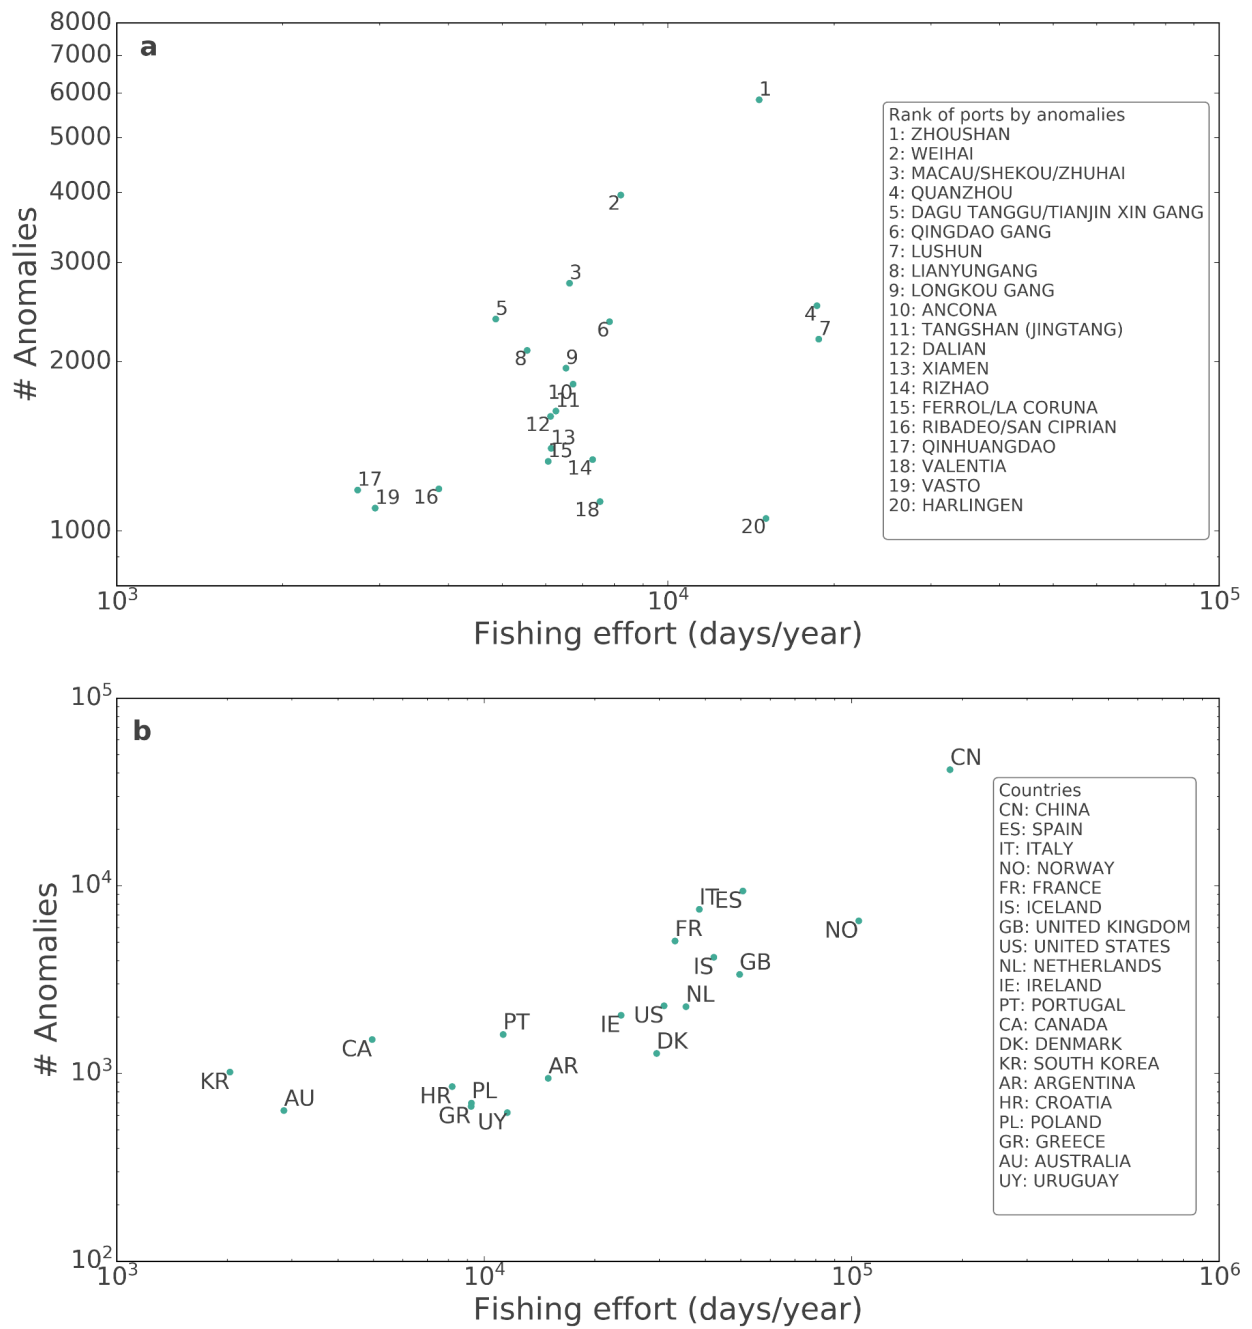 a
8000
7000
6000
5000
4000
3000
2000
1000
# Anomalies
10³
10⁴
10⁵
Fishing effort (days/year)
1
2
3
4
5
6
7
8
9
10
11
12
13
15
14
17
19
16
18
20
Rank of ports by anomalies
1: ZHOUSHAN
2: WEIHAI
3: MACAU/SHEKOU/ZHUHAI
4: QUANZHOU
5: DAGU TANGGU/TIANJIN XIN GANG
6: QINGDAO GANG
7: LUSHUN
8: LIANYUNGANG
9: LONGKOU GANG
10: ANCONA
11: TANGSHAN (JINGTANG)
12: DALIAN
13: XIAMEN
14: RIZHAO
15: FERROL/LA CORUNA
16: RIBADEO/SAN CIPRIAN
17: QINHUANGDAO
18: VALENTIA
19: VASTO
20: HARLINGEN
b
10⁵
10⁴
10³
10²
# Anomalies
10³
10⁴
10⁵
10⁶
Fishing effort (days/year)
CN
IT
ES
NO
FR
IS
GB
NL
US
IE
DK
PT
CA
AR
KR
AU
HR
PL
GR
UY
Countries
CN: CHINA
ES: SPAIN
IT: ITALY
NO: NORWAY
FR: FRANCE
IS: ICELAND
GB: UNITED KINGDOM
US: UNITED STATES
NL: NETHERLANDS
IE: IRELAND
PT: PORTUGAL
CA: CANADA
DK: DENMARK
KR: SOUTH KOREA
AR: ARGENTINA
HR: CROATIA
PL: POLAND
GR: GREECE
AU: AUSTRALIA
UY: URUGUAY